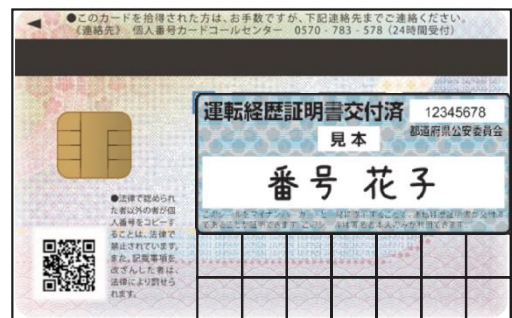 ●このカードを拾得された方は、お手数ですが、下記連絡先までご連絡ください。
《連絡先》 個人番号カードコールセンター 0570-783-578 (24時間受付)
運転経歴証明書交付済
12345678
都道府県公安委員会
見本
番号 花子
●法律で認められ
た者以外の者が個
人番号をコピーす
ることは、法律で
禁止されています。
また、記載事項を
改ざんした者は、
法律により罰せら
れます。